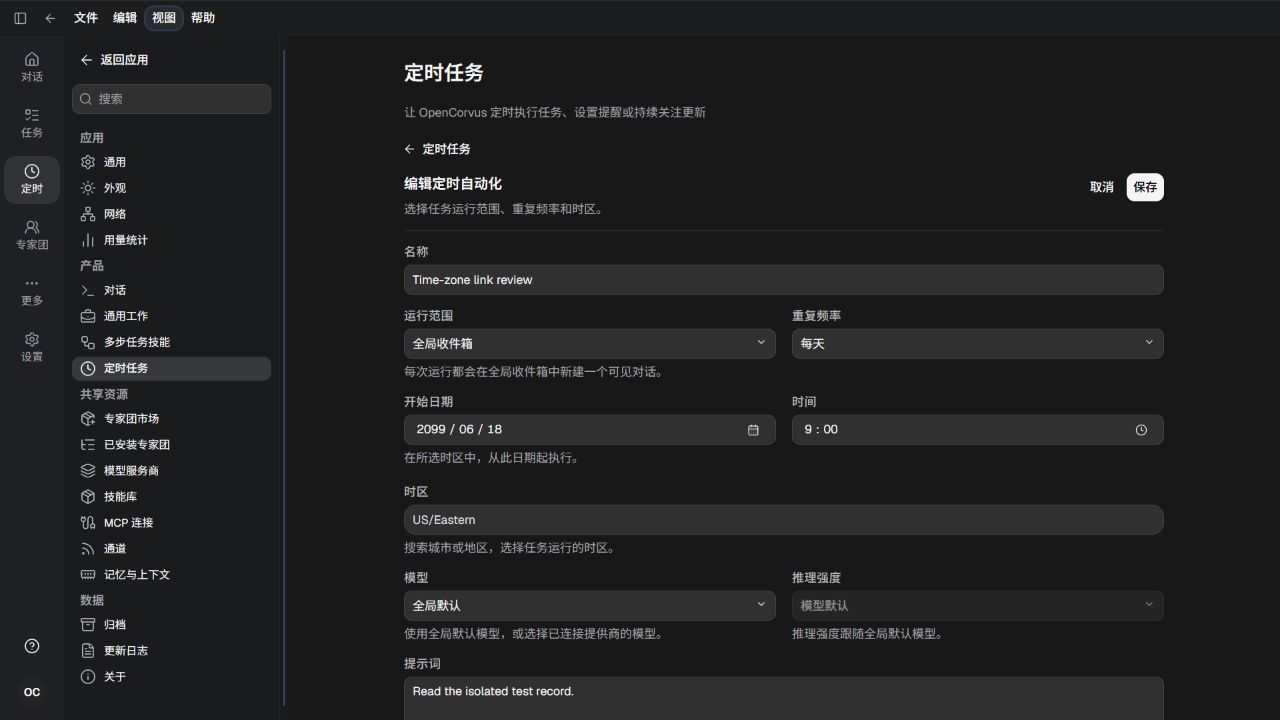 文件 编辑 视图 帮助
对话
任务
定时
专家团
更多
设置
OC
返回应用
搜索
应用
通用
外观
网络
用量统计
产品
对话
通用工作
多步任务技能
定时任务
共享资源
专家团市场
已安装专家团
模型服务商
技能库
MCP 连接
通道
记忆与上下文
数据
归档
更新日志
关于
定时任务
让 OpenCorvus 定时执行任务、设置提醒或持续关注更新
定时任务
编辑定时自动化
取消 保存
选择任务运行范围、重复频率和时区。
名称
Time-zone link review
运行范围 重复频率
全局收件箱 每天
每次运行都会在全局收件箱中新建一个可见对话。
开始日期 时间
2099 / 06 / 18 9 : 00
在所选时区中，从此日期起执行。
时区
US/Eastern
搜索城市或地区，选择任务运行的时区。
模型 推理强度
全局默认 模型默认
使用全局默认模型，或选择已连接提供商的模型。 推理强度跟随全局默认模型。
提示词
Read the isolated test record.